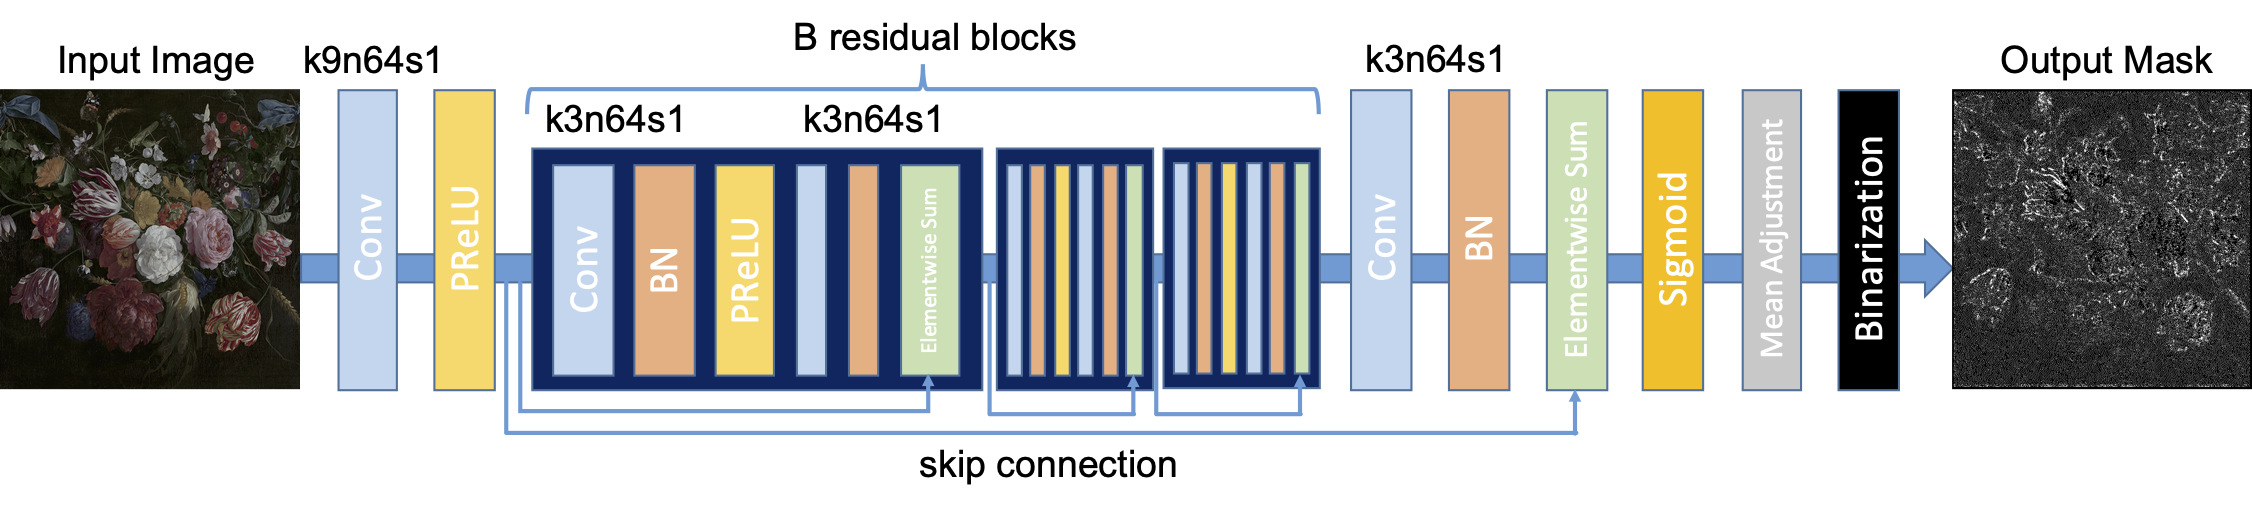 B residual blocks
Input Image
k9n64s1
k3n64s1
Output Mask
k3n64s1
k3n64s1
Conv
PReLU
Conv
BN
PReLU
Elementwise Sum
Conv
BN
Elementwise Sum
Sigmoid
Mean Adjustment
Binarization
skip connection